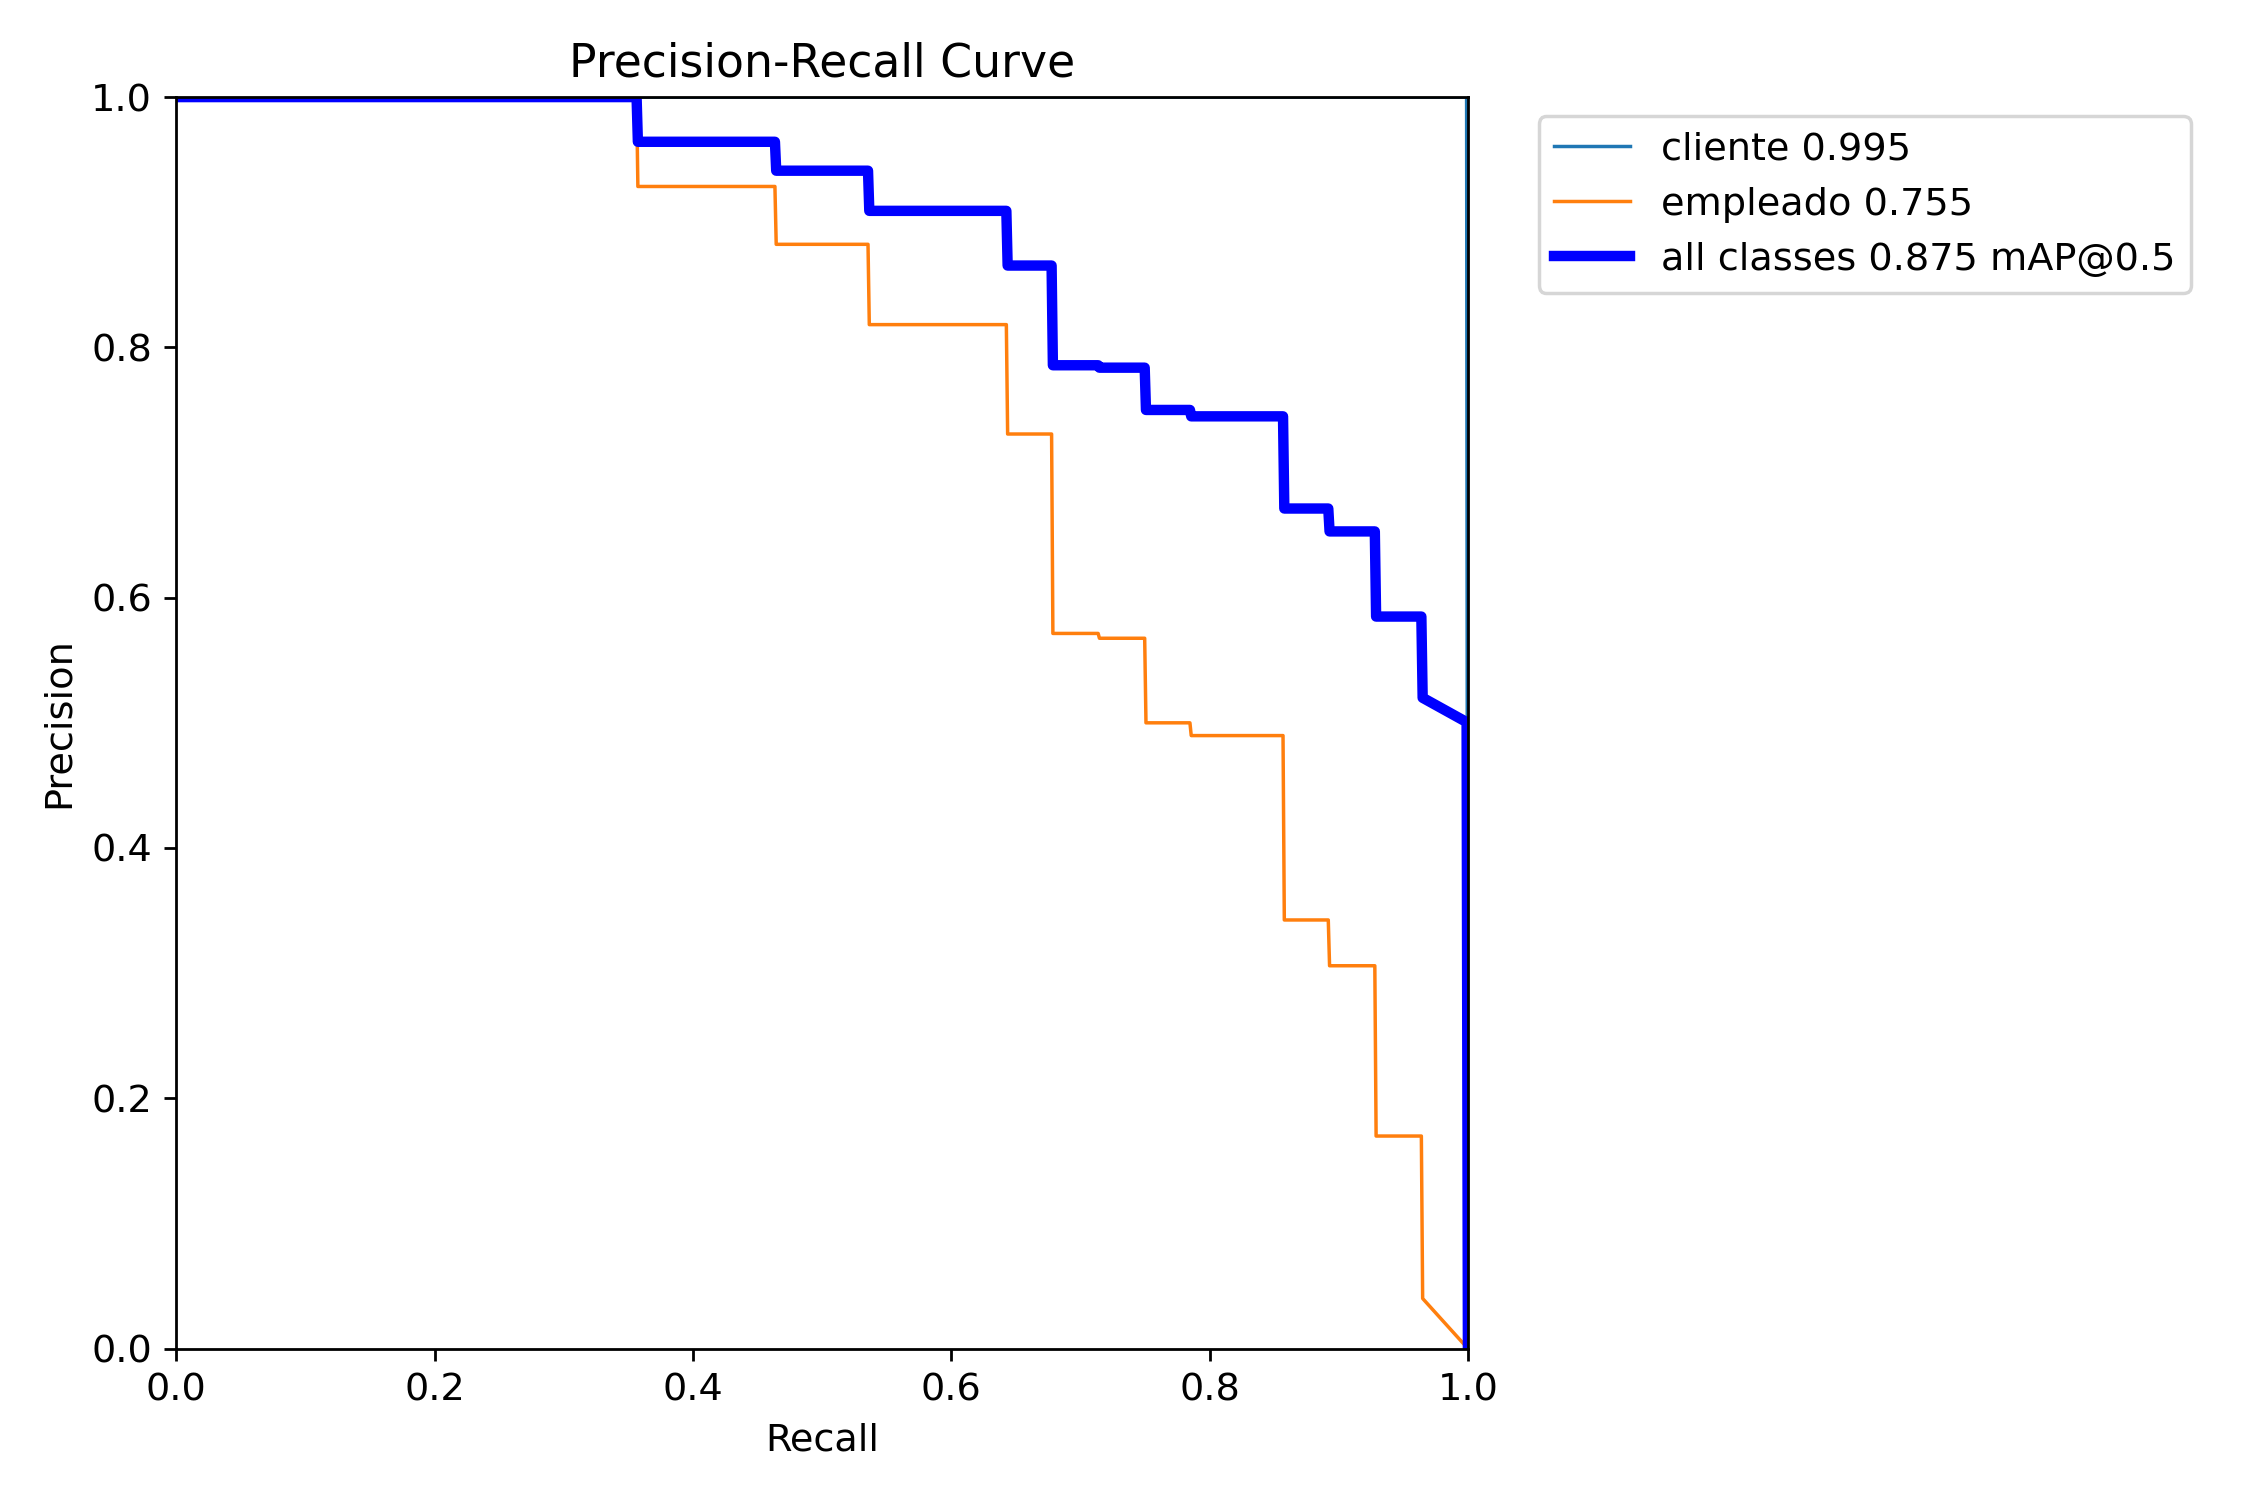 Precision-Recall Curve
1.0
0.8
0.6
0.4
0.2
0.0
Precision
0.0 0.2 0.4 0.6 0.8 1.0
Recall
cliente 0.995
empleado 0.755
all classes 0.875 mAP@0.5